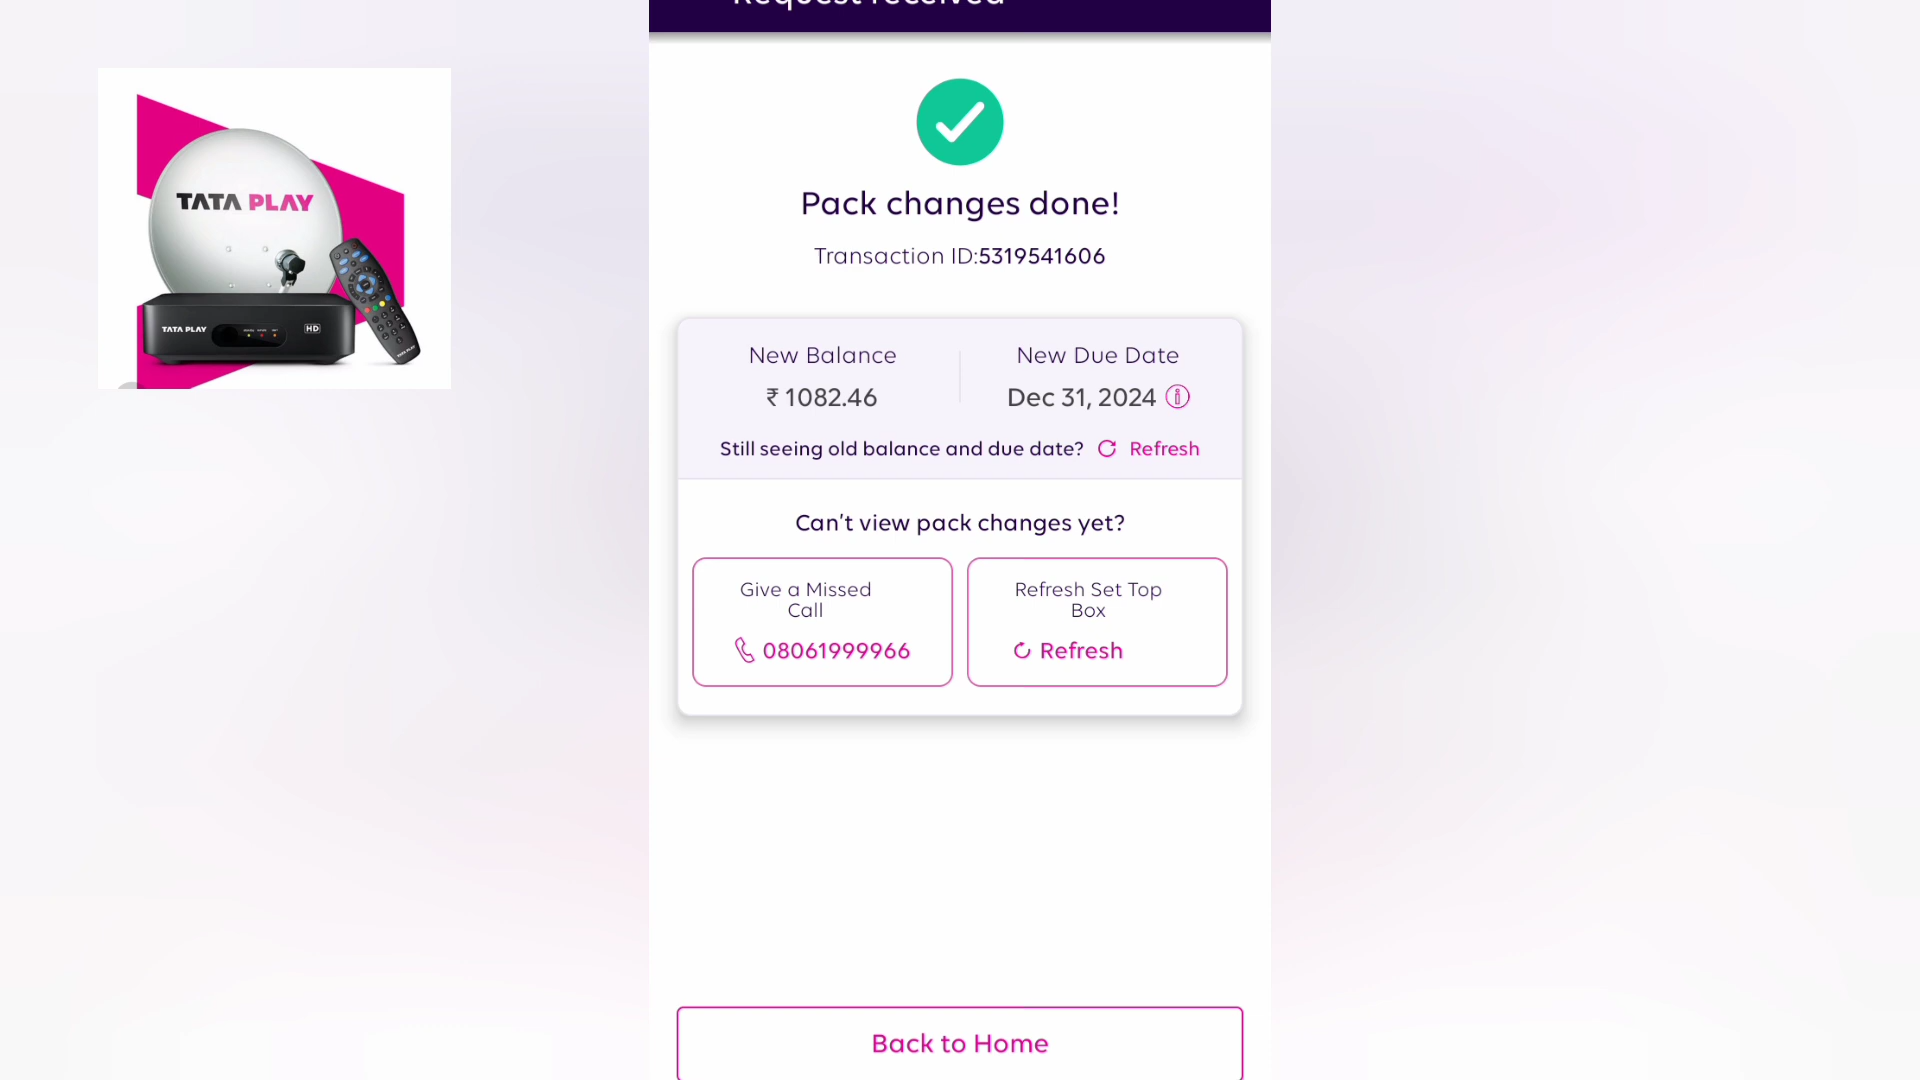 Request received
TATA PLAY
TATA PLAY
HD
Pack changes done!
Transaction ID:5319541606
New Balance
New Due Date
₹ 1082.46
Dec 31, 2024
Still seeing old balance and due date? Refresh
Can't view pack changes yet?
Give a Missed
Call
08061999966
Refresh Set Top
Box
Refresh
Back to Home